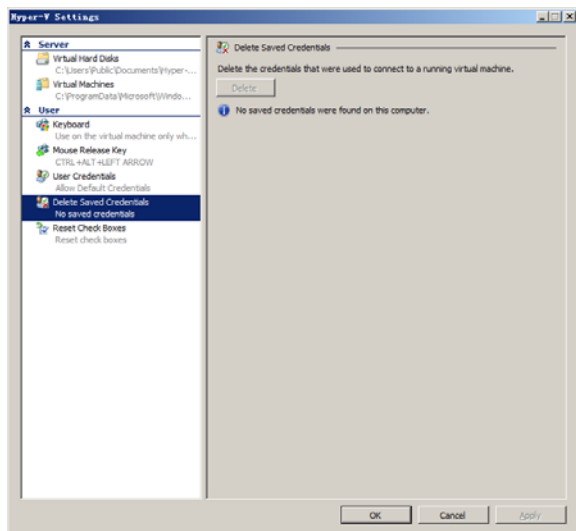 Hyper-V Settings
Server
Virtual Hard Disks
C:\Users\Public\Documents\Hyper-...
Virtual Machines
C:\ProgramData\Microsoft\Windo...
User
Keyboard
Use on the virtual machine only wh...
Mouse Release Key
CTRL+ALT+LEFT ARROW
User Credentials
Allow Default Credentials
Delete Saved Credentials
No saved credentials
Reset Check Boxes
Reset check boxes
Delete Saved Credentials
Delete the credentials that were used to connect to a running virtual machine.
Delete
No saved credentials were found on this computer.
OK Cancel Apply